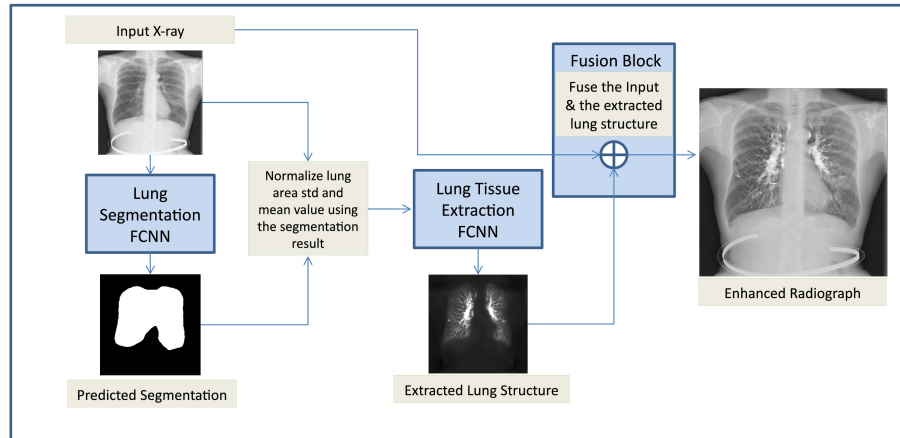 Input X-ray
Lung
Segmentation
FCNN
Predicted Segmentation
Normalize lung
area std and
mean value using
the segmentation
result
Lung Tissue
Extraction
FCNN
Extracted Lung Structure
Fusion Block
Fuse the Input
& the extracted
lung structure
Enhanced Radiograph